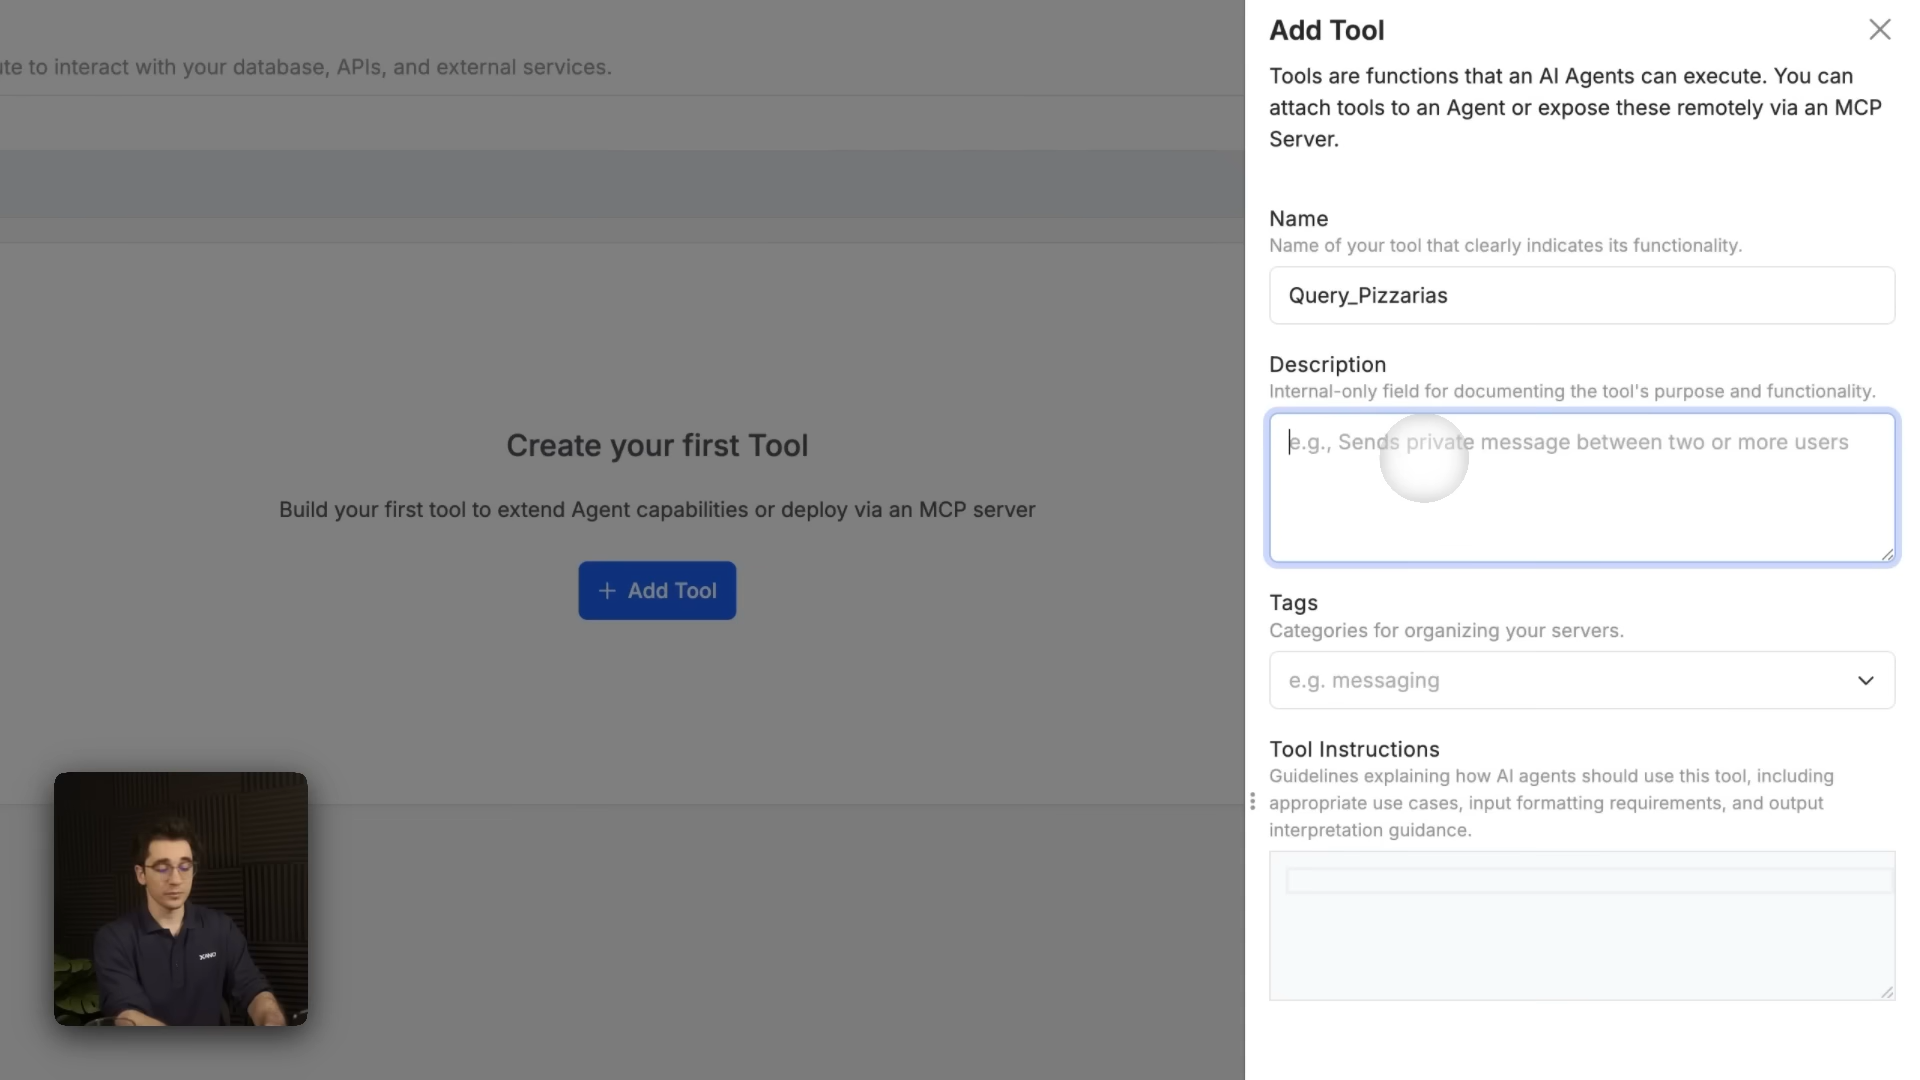 Add Tool
Tools are functions that an AI Agents can execute. You can
attach tools to an Agent or expose these remotely via an MCP
Server.
te to interact with your database, APIs, and external services.
Name
Name of your tool that clearly indicates its functionality.
Query_Pizzarias
Description
Internal-only field for documenting the tool's purpose and functionality.
e.g., Sends private message between two or more users
Create your first Tool
Build your first tool to extend Agent capabilities or deploy via an MCP server
+ Add Tool
Tags
Categories for organizing your servers.
e.g. messaging
Tool Instructions
Guidelines explaining how AI agents should use this tool, including
appropriate use cases, input formatting requirements, and output
interpretation guidance.
XANO